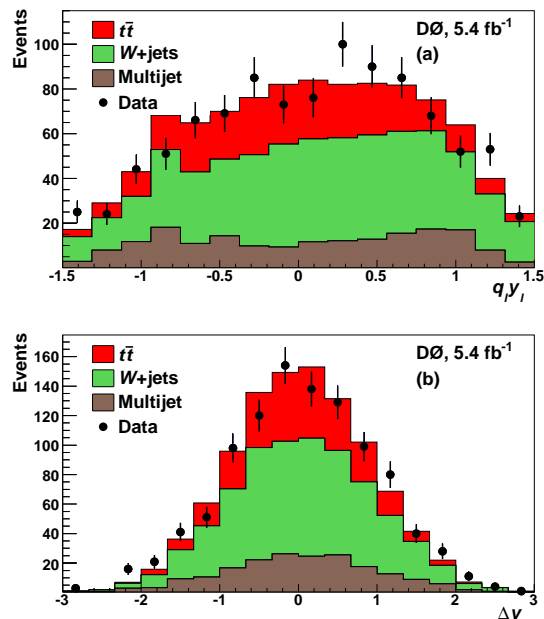 Events
100
80
60
40
20
tt̄
W+jets
Multijet
Data
DØ, 5.4 fb⁻¹
(a)
-1.5 -1 -0.5 0 0.5 1 1.5
qₗyₗ
Events
160
140
120
100
80
60
40
20
tt̄
W+jets
Multijet
Data
DØ, 5.4 fb⁻¹
(b)
-3 -2 -1 0 1 2 3
Δy